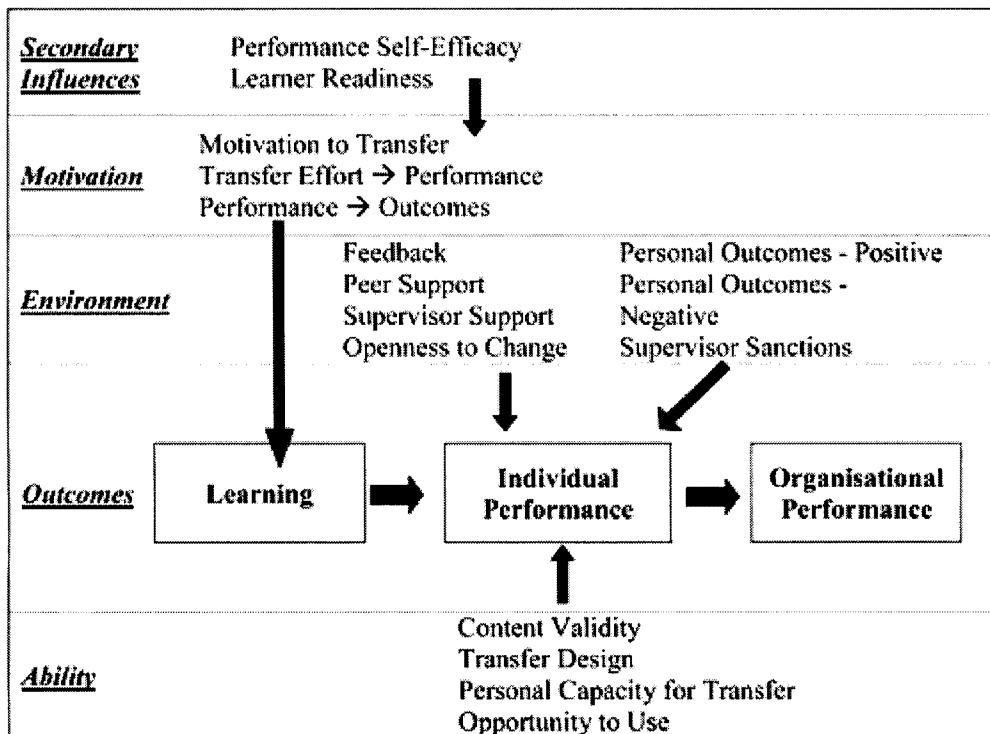 Secondary
Influences
Performance Self-Efficacy
Learner Readiness
Motivation
Motivation to Transfer
Transfer Effort → Performance
Performance → Outcomes
Environment
Feedback
Peer Support
Supervisor Support
Openness to Change
Personal Outcomes - Positive
Personal Outcomes -
Negative
Supervisor Sanctions
Outcomes
Learning
Individual
Performance
Organisational
Performance
Ability
Content Validity
Transfer Design
Personal Capacity for Transfer
Opportunity to Use